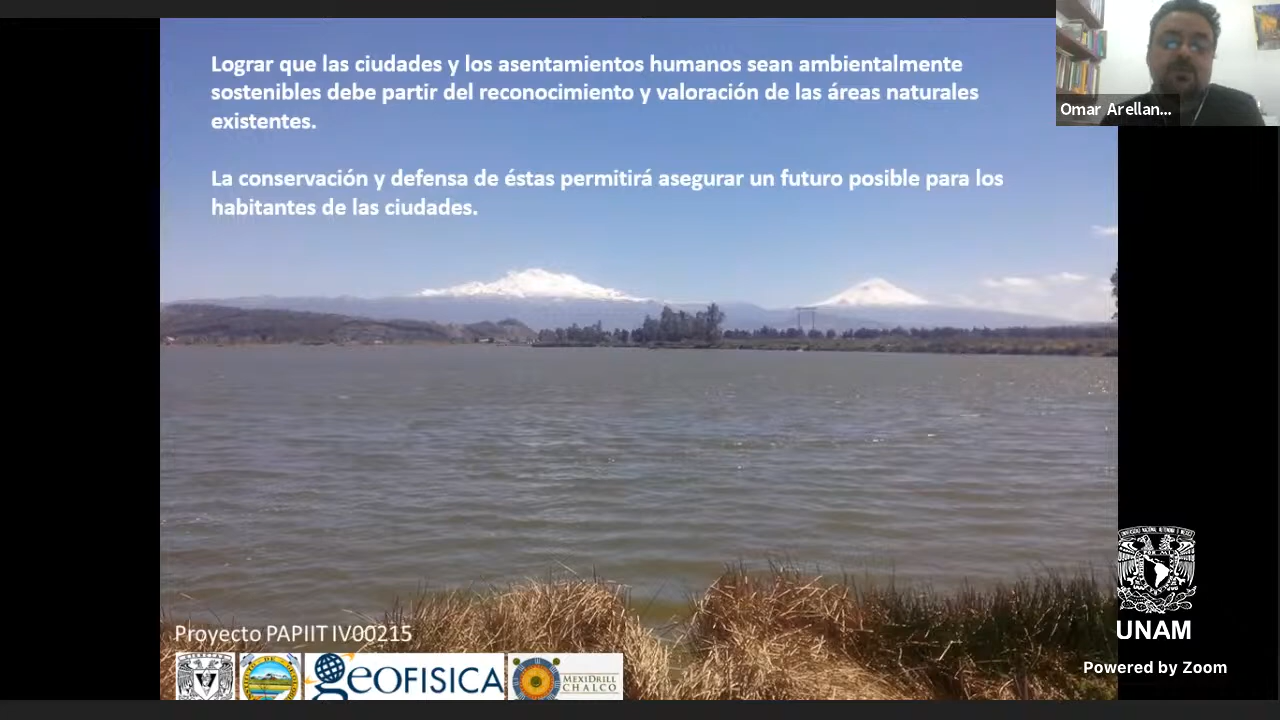 Lograr que las ciudades y los asentamientos humanos sean ambientalmente
sostenibles debe partir del reconocimiento y valoración de las áreas naturales
existentes.
La conservación y defensa de éstas permitirá asegurar un futuro posible para los
habitantes de las ciudades.
Omar Arellan...
Proyecto PAPIIT IV00215
GEOFISICA
MEXIDRILL
CHALCO
UNAM
Powered by Zoom